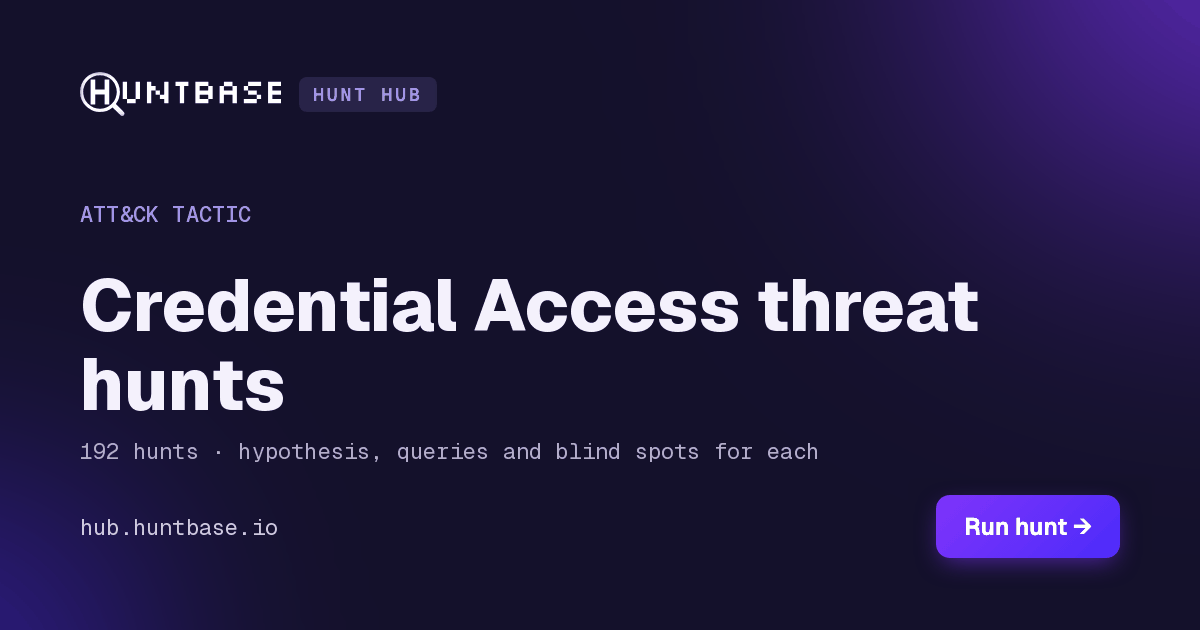 HUNTBASE HUNT HUB
ATT&CK TACTIC
Credential Access threat
hunts
192 hunts · hypothesis, queries and blind spots for each
hub.huntbase.io
Run hunt →